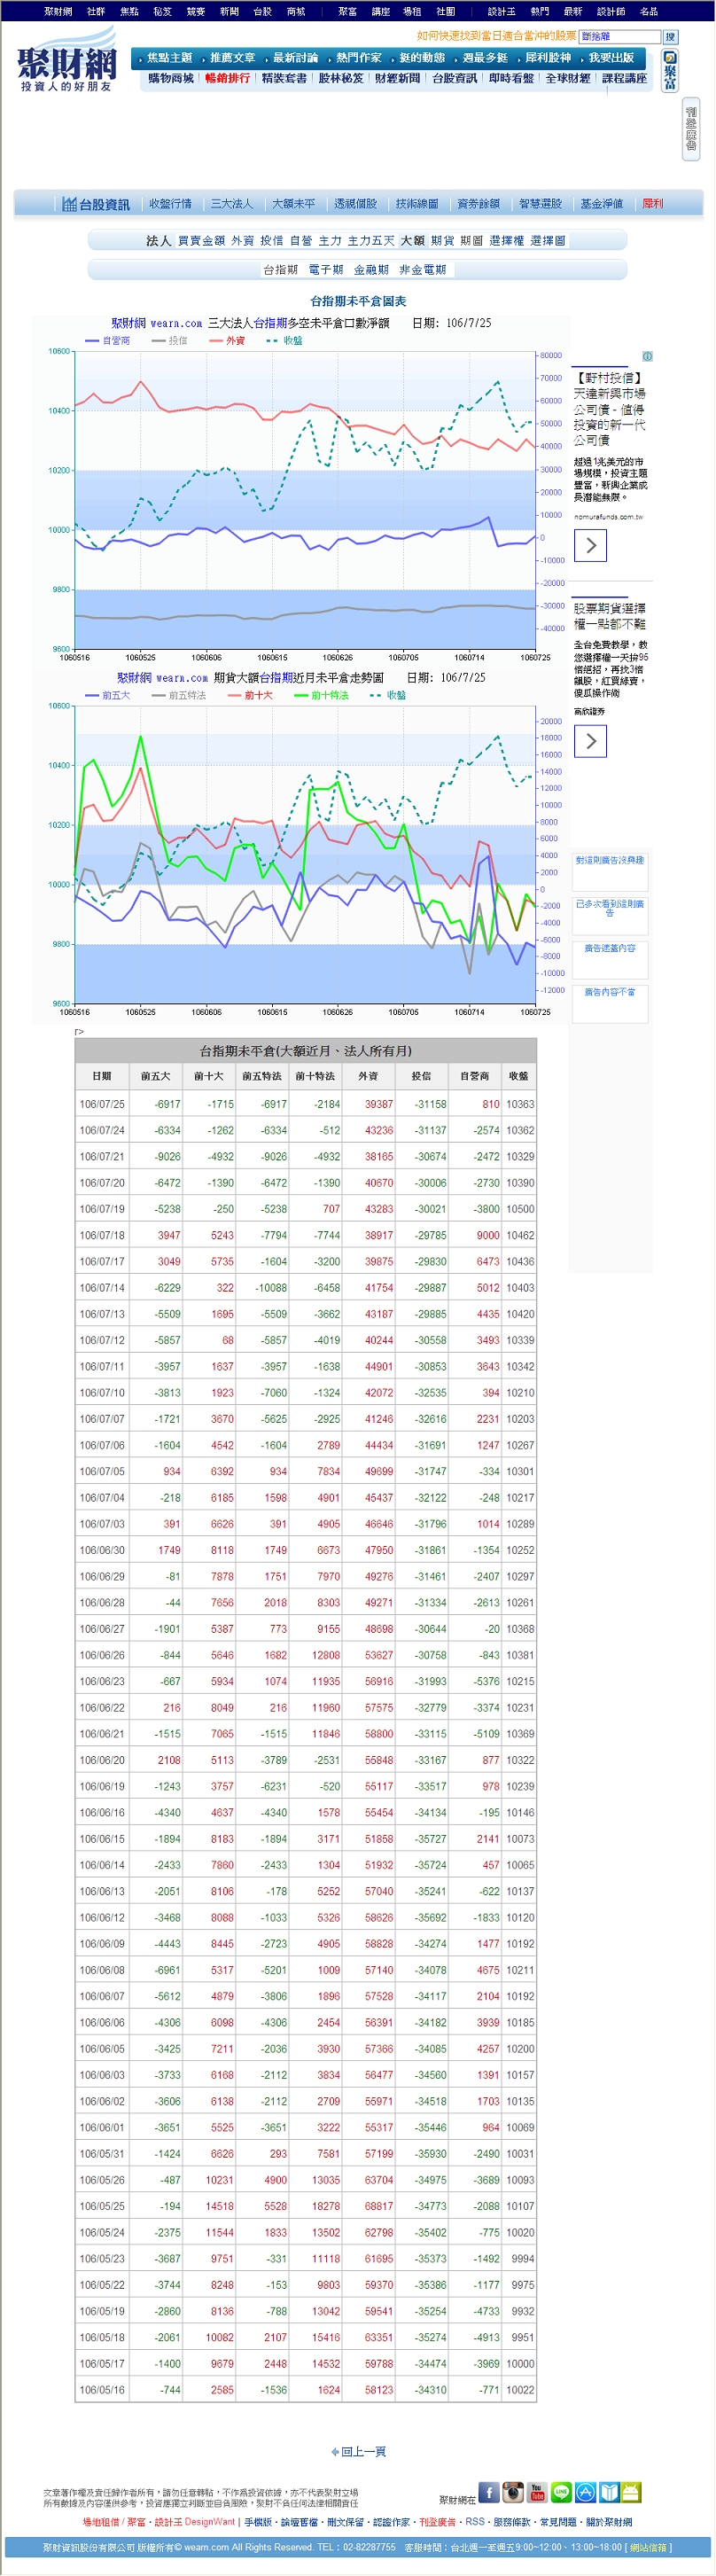 聚財網 社群 焦點 秘笈 競賽 新聞 台股 商城 | 聚富 講座 場租 社團 | 設計王 熱門 最新 設計師 名品
聚財網
投資人的好朋友
如何快速找到當日適合當沖的股票 斷捨離 搜
焦點主題 推薦文章 最新討論 熱門作家 挺的動態 週最多挺 犀利股神 我要出版
購物商城 暢銷排行 精裝套書 股林秘笈 財經新聞 台股資訊 即時看盤 全球財經 課程講座
聚富
刊登廣告
台股資訊 收盤行情 三大法人 大額未平 透視個股 技術線圖 資券餘額 智慧選股 基金淨值 犀利
法人 買賣金額 外資 投信 自營 主力 主力五天 大額 期貨 期圖 選擇權 選擇圖
台指期 電子期 金融期 非金電期
台指期未平倉圖表
聚財網 wearn.com 三大法人台指期多空未平倉口數淨額 日期: 106/7/25
自營商 投信 外資 收盤
10600 10400 10200 10000 9800 9600
80000 70000 60000 50000 40000 30000 20000 10000 0 -10000 -20000 -30000 -40000
1060516 1060525 1060606 1060615 1060626 1060705 1060714 1060725
聚財網 wearn.com 期貨大額台指期近月未平倉走勢圖 日期: 106/7/25
前五大 前五特法 前十大 前十特法 收盤
10600 10400 10200 10000 9800 9600
20000 18000 16000 14000 12000 10000 8000 6000 4000 2000 0 -2000 -4000 -6000 -8000 -10000 -12000
1060516 1060525 1060606 1060615 1060626 1060705 1060714 1060725
【野村投信】
天達新興市場
公司債 - 值得
投資的新一代
公司債
超過1兆美元的市
場規模，投資主題
豐富，新興企業成
長潛能無限。
nomurafunds.com.tw
股票期貨選擇
權一點都不難
全台免費教學，教
您選擇權一天拚95
倍絕招，再找3倍
飆股，紅買綠賣，
傻瓜操作術
高欣證券
對這則廣告沒興趣
已多次看到這則廣
告
廣告遮蓋內容
廣告內容不當
r>
台指期未平倉(大額近月、法人所有月)
日期 前五大 前十大 前五特法 前十特法 外資 投信 自營商 收盤
106/07/25 -6917 -1715 -6917 -2184 39387 -31158 810 10363
106/07/24 -6334 -1262 -6334 -512 43236 -31137 -2574 10362
106/07/21 -9026 -4932 -9026 -4932 38165 -30674 -2472 10329
106/07/20 -6472 -1390 -6472 -1390 40670 -30006 -2730 10390
106/07/19 -5238 -250 -5238 707 43283 -30021 -3800 10500
106/07/18 3947 5243 -7794 -7744 38917 -29785 9000 10462
106/07/17 3049 5735 -1604 -3200 39875 -29830 6473 10436
106/07/14 -6229 322 -10088 -6458 41754 -29887 5012 10403
106/07/13 -5509 1695 -5509 -3662 43187 -29885 4435 10420
106/07/12 -5857 68 -5857 -4019 40244 -30558 3493 10339
106/07/11 -3957 1637 -3957 -1638 44901 -30853 3643 10342
106/07/10 -3813 1923 -7060 -1324 42072 -32535 394 10210
106/07/07 -1721 3670 -5625 -2925 41246 -32616 2231 10203
106/07/06 -1604 4542 -1604 2789 44434 -31691 1247 10267
106/07/05 934 6392 934 7834 49699 -31747 -334 10301
106/07/04 -218 6185 1598 4901 45437 -32122 -248 10217
106/07/03 391 6626 391 4905 46646 -31796 1014 10289
106/06/30 1749 8118 1749 6673 47950 -31861 -1354 10252
106/06/29 -81 7878 1751 7970 49276 -31461 -2407 10297
106/06/28 -44 7656 2018 8303 49271 -31334 -2613 10261
106/06/27 -1901 5387 773 9155 48698 -30644 -20 10368
106/06/26 -844 5646 1682 12808 53627 -30758 -843 10381
106/06/23 -667 5934 1074 11935 56916 -31993 -5376 10215
106/06/22 216 8049 216 11960 57575 -32779 -3374 10231
106/06/21 -1515 7065 -1515 11846 58800 -33115 -5109 10369
106/06/20 2108 5113 -3789 -2531 55848 -33167 877 10322
106/06/19 -1243 3757 -6231 -520 55117 -33517 978 10239
106/06/16 -4340 4637 -4340 1578 55454 -34134 -195 10146
106/06/15 -1894 8183 -1894 3171 51858 -35727 2141 10073
106/06/14 -2433 7860 -2433 1304 51932 -35724 457 10065
106/06/13 -2051 8106 -178 5252 57040 -35241 -622 10137
106/06/12 -3468 8088 -1033 5326 58626 -35692 -1833 10120
106/06/09 -4443 8445 -2723 4905 58828 -34274 1477 10192
106/06/08 -6961 5317 -5201 1009 57140 -34078 4675 10211
106/06/07 -5612 4879 -3806 1896 57528 -34117 2104 10192
106/06/06 -4306 6098 -4306 2454 56391 -34182 3939 10185
106/06/05 -3425 7211 -2036 3930 57366 -34085 4257 10200
106/06/03 -3733 6168 -2112 3834 56477 -34560 1391 10157
106/06/02 -3606 6138 -2112 2709 55971 -34518 1703 10135
106/06/01 -3651 5525 -3651 3222 55317 -35446 964 10069
106/05/31 -1424 6626 293 7581 57199 -35930 -2490 10031
106/05/26 -487 10231 4900 13035 63704 -34975 -3689 10093
106/05/25 -194 14518 5528 18278 68817 -34773 -2088 10107
106/05/24 -2375 11544 1833 13502 62798 -35402 -775 10020
106/05/23 -3687 9751 -331 11118 61695 -35373 -1492 9994
106/05/22 -3744 8248 -153 9803 59370 -35386 -1177 9975
106/05/19 -2860 8136 -788 13042 59541 -35254 -4733 9932
106/05/18 -2061 10082 2107 15416 63351 -35274 -4913 9951
106/05/17 -1400 9679 2448 14532 59788 -34474 -3969 10000
106/05/16 -744 2585 -1536 1624 58123 -34310 -771 10022
回上一頁
文章著作權及責任歸作者所有，請勿任意轉貼，不作為投資依據，亦不代表聚財立場
所有數據及內容僅供參考，投資應獨立判斷並自負風險，聚財不負任何法律相關責任
聚財網在
場地租借 / 聚富・設計王 DesignWant | 手機版・論壇舊檔・刪文保留・認證作家・刊登廣告・RSS・服務條款・常見問題・關於聚財網
聚財資訊股份有限公司 版權所有© wearn.com All Rights Reserved. TEL：02-82287755 客服時間：台北週一至週五9:00~12:00、13:00~18:00 [ 網站信箱 ]